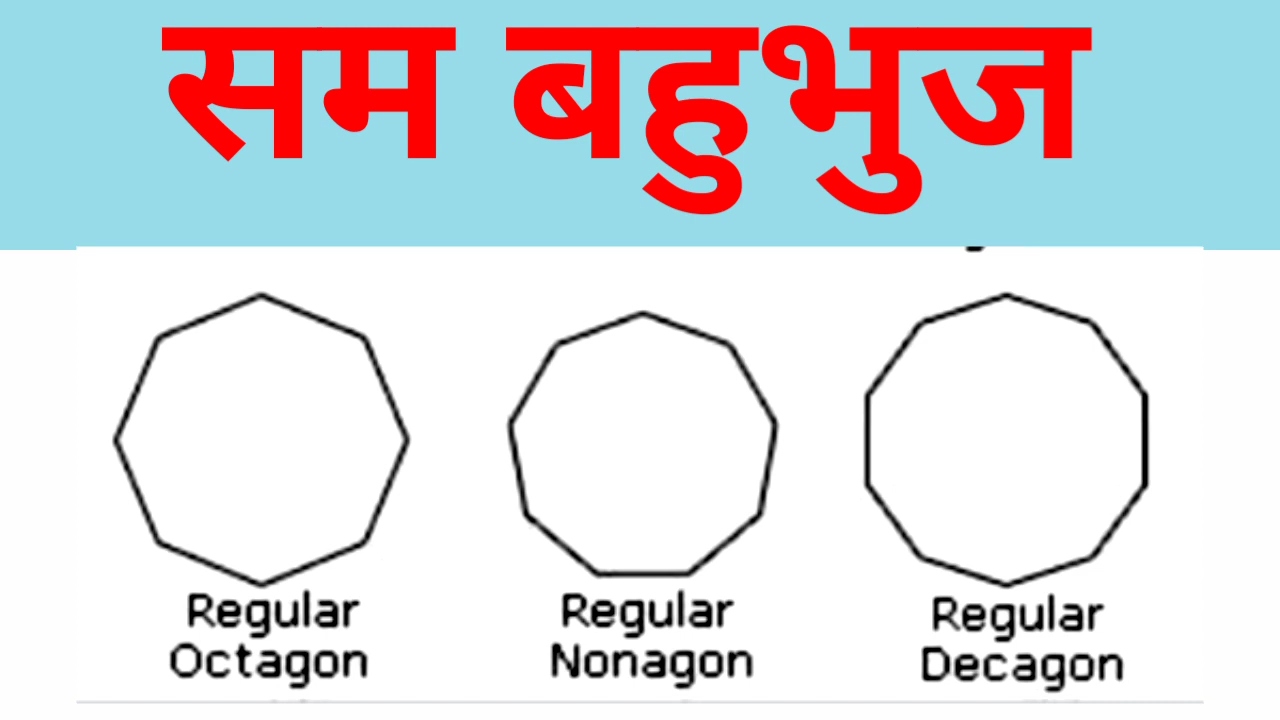 सम बहुभुज
Regular Regular Regular
Octagon Nonagon Decagon